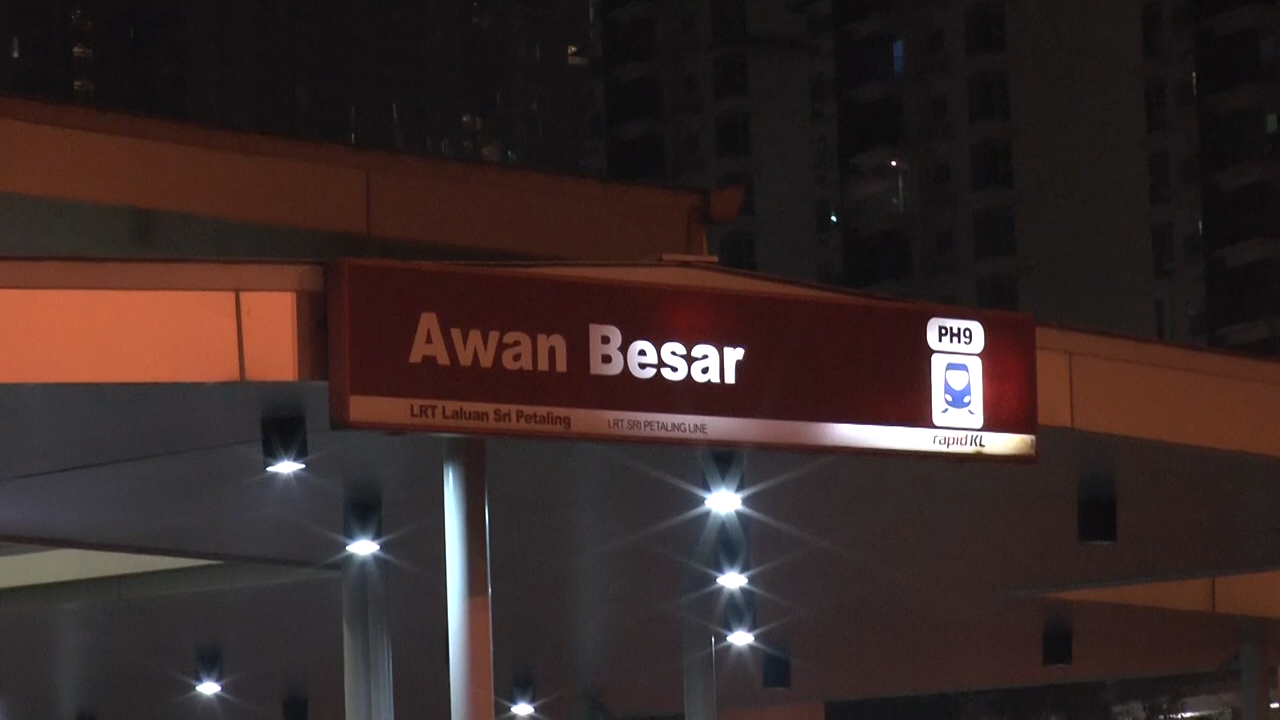 Awan Besar
PH9
LRT Laluan Sri Petaling
LRT SRI PETALING LINE
rapidKL